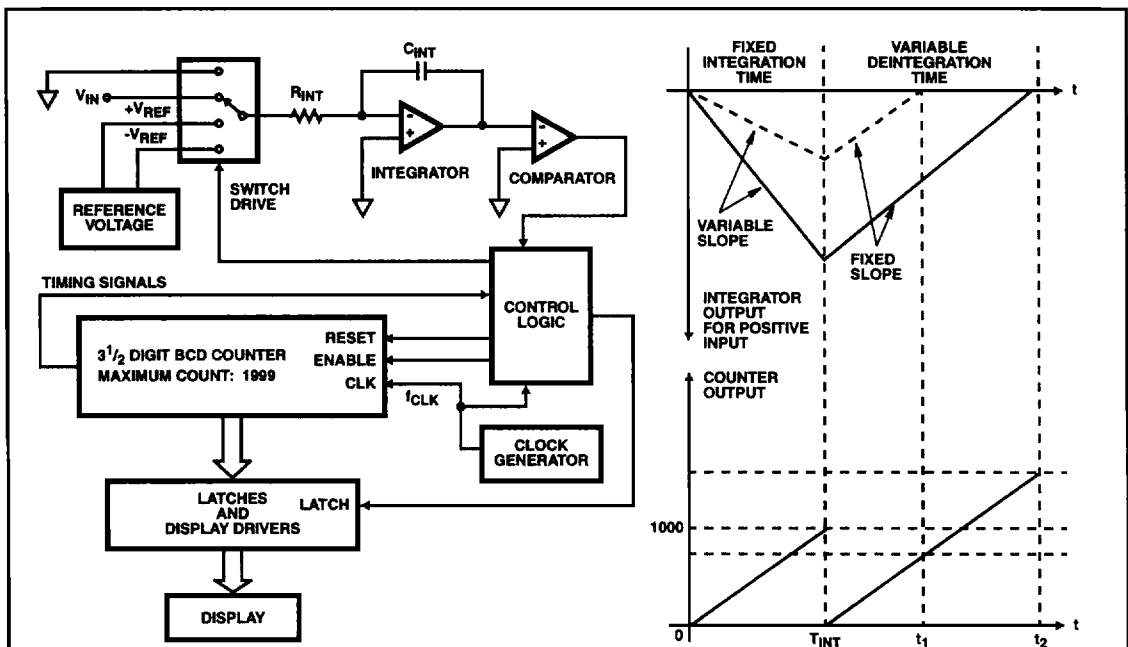 C_INT
V_IN
+V_REF
-V_REF
R_INT
-
+
-
+
INTEGRATOR
COMPARATOR
SWITCH
DRIVE
REFERENCE
VOLTAGE
TIMING SIGNALS
CONTROL
LOGIC
3 1/2 DIGIT BCD COUNTER
MAXIMUM COUNT: 1999
RESET
ENABLE
CLK
f_CLK
CLOCK
GENERATOR
LATCHES
AND
DISPLAY DRIVERS
LATCH
DISPLAY
FIXED
INTEGRATION
TIME
VARIABLE
DEINTEGRATION
TIME
t
VARIABLE
SLOPE
FIXED
SLOPE
INTEGRATOR
OUTPUT
FOR POSITIVE
INPUT
COUNTER
OUTPUT
1000
0
T_INT
t_1
t_2
t